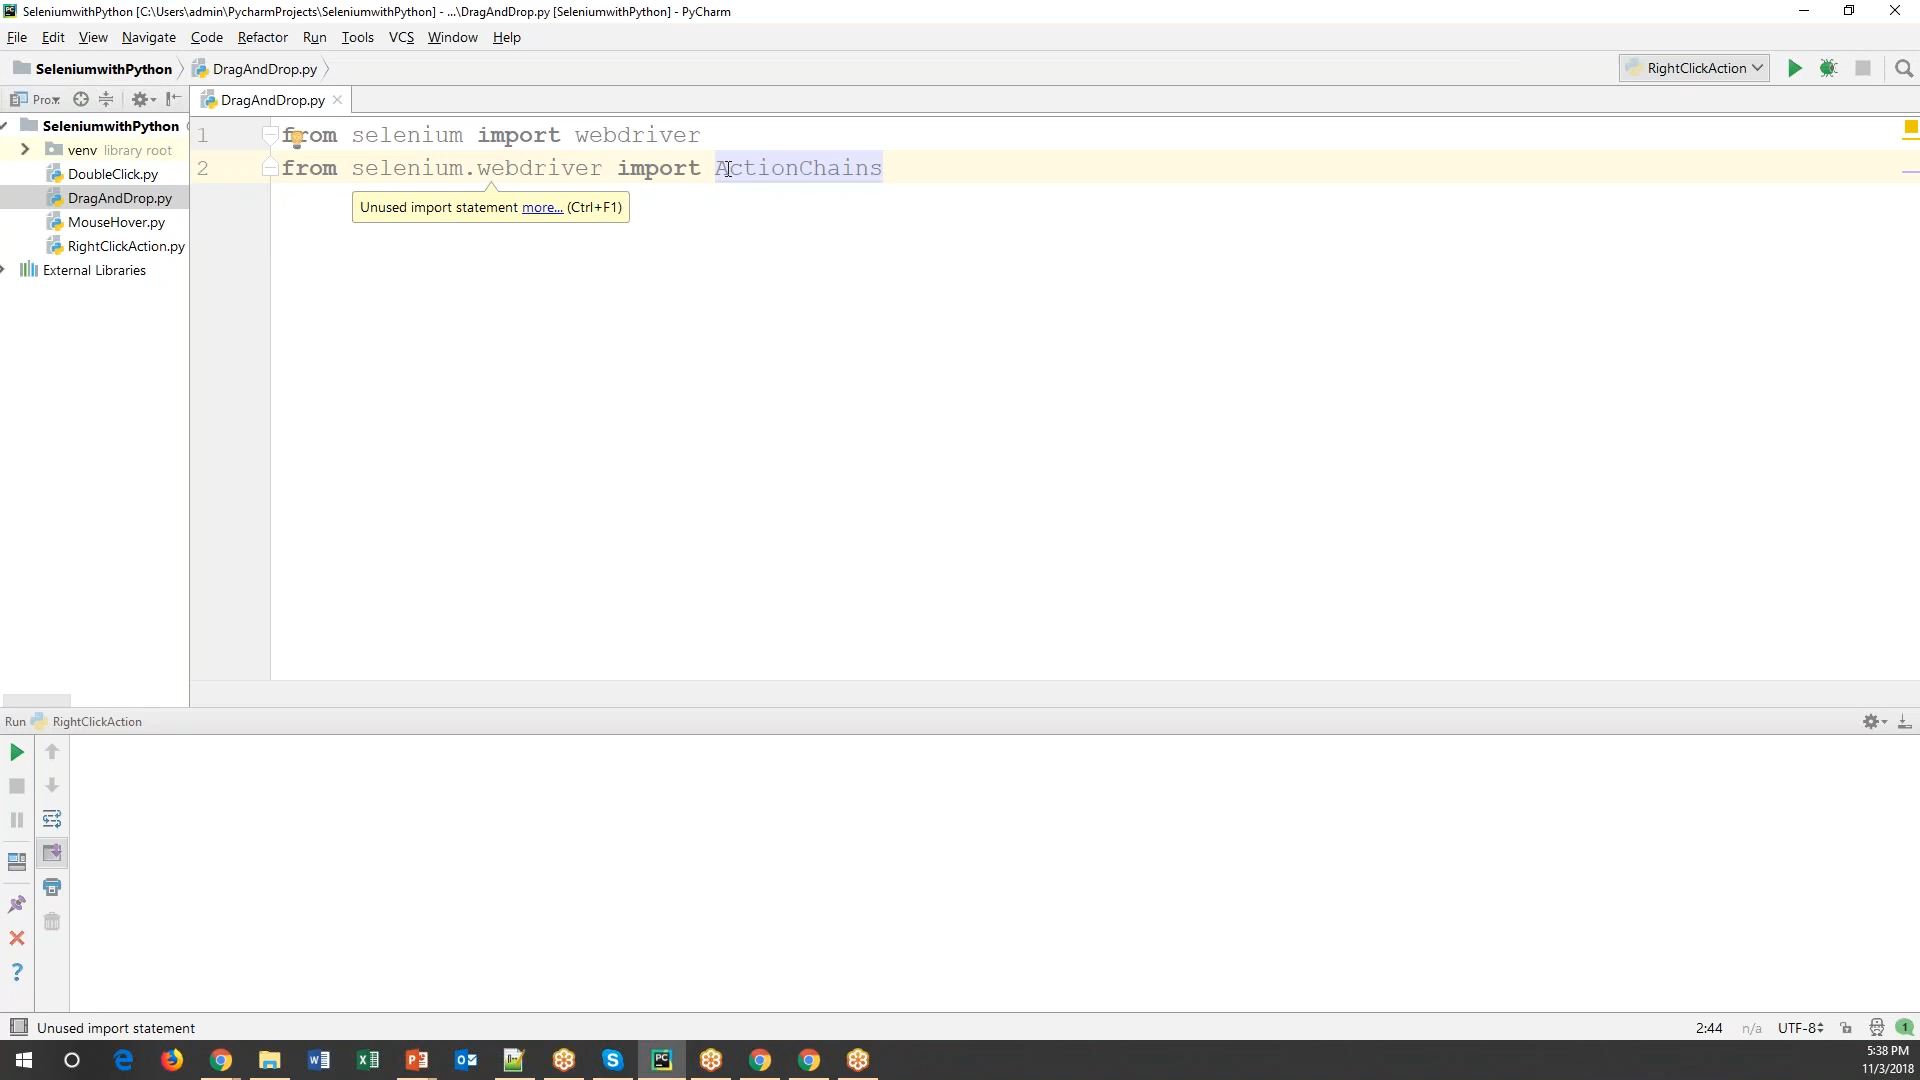 SeleniumwithPython [C:\Users\admin\PycharmProjects\SeleniumwithPython] - ...\DragAndDrop.py [SeleniumwithPython] - PyCharm
File Edit View Navigate Code Refactor Run Tools VCS Window Help
SeleniumwithPython DragAndDrop.py RightClickAction
DragAndDrop.py
SeleniumwithPython
venv library root
DoubleClick.py
DragAndDrop.py
MouseHover.py
RightClickAction.py
External Libraries
1 from selenium import webdriver
2 from selenium.webdriver import ActionChains
Unused import statement more... (Ctrl+F1)
Run RightClickAction
Unused import statement 2:44 n/a UTF-8 1
5:38 PM
11/3/2018